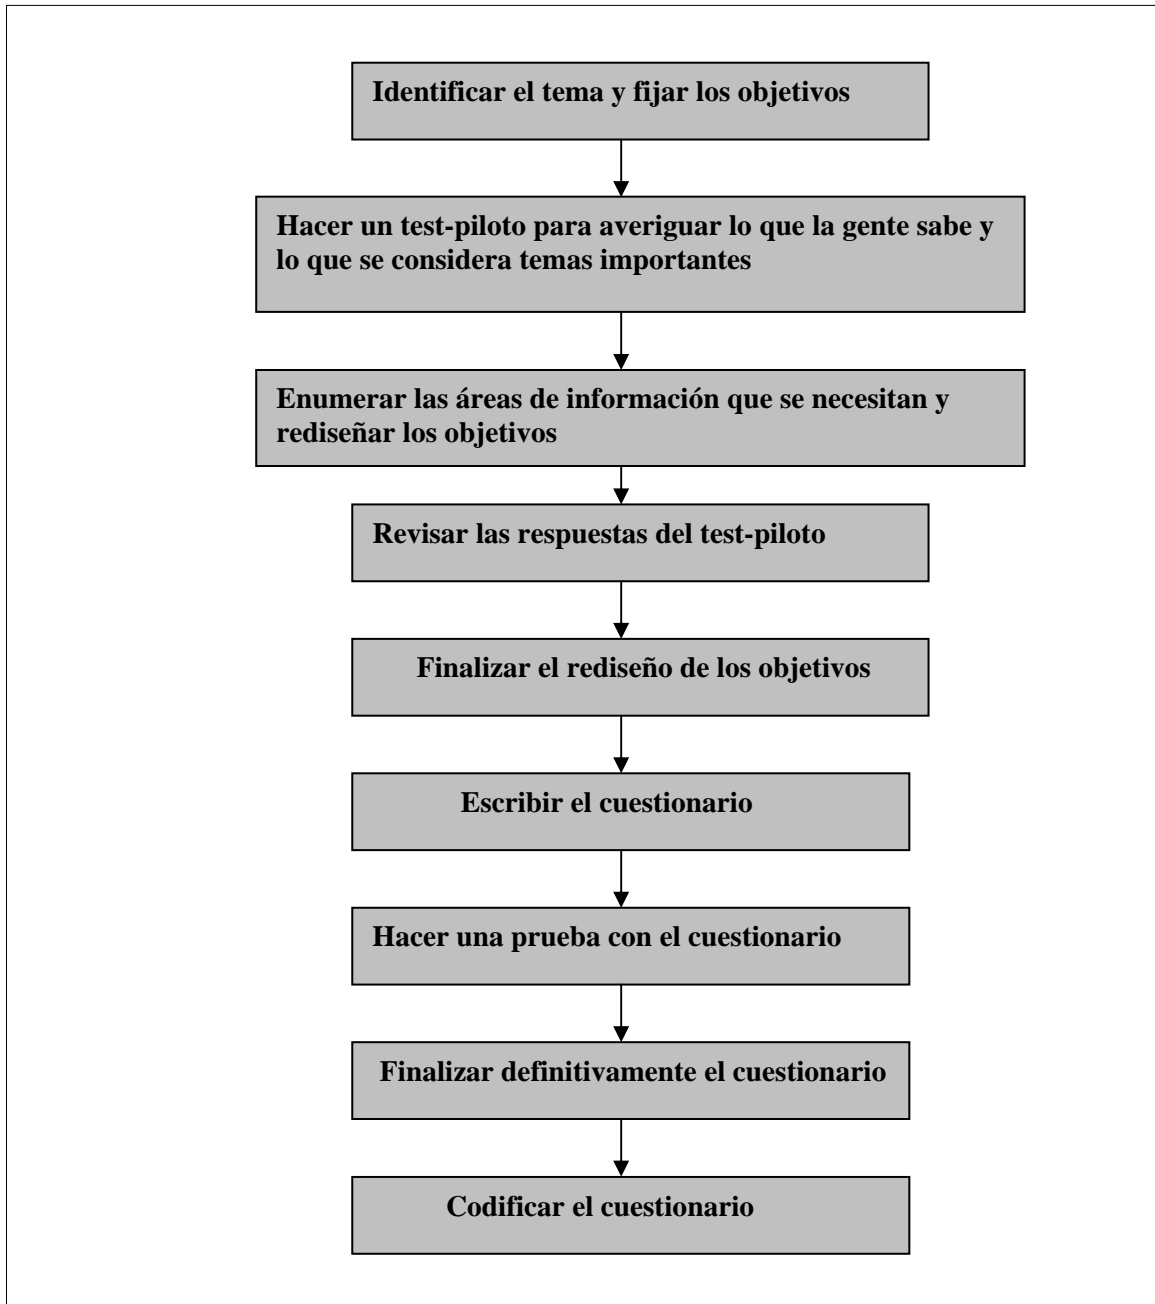 Identificar el tema y fijar los objetivos
Hacer un test-piloto para averiguar lo que la gente sabe y
lo que se considera temas importantes
Enumerar las áreas de información que se necesitan y
rediseñar los objetivos
Revisar las respuestas del test-piloto
Finalizar el rediseño de los objetivos
Escribir el cuestionario
Hacer una prueba con el cuestionario
Finalizar definitivamente el cuestionario
Codificar el cuestionario